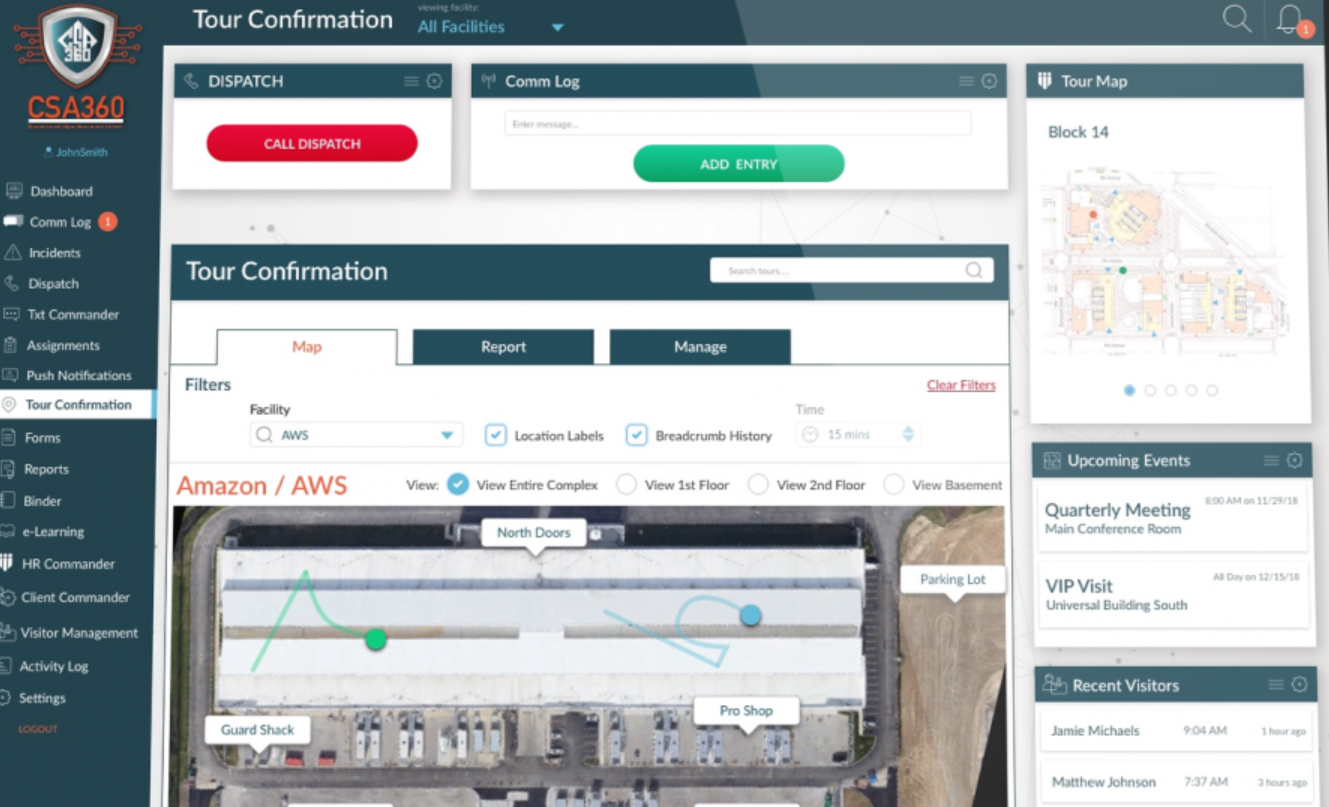 Tour Confirmation
viewing facility:
All Facilities
1
CSA360
JohnSmith
Dashboard
Comm Log 1
Incidents
Dispatch
Txt Commander
Assignments
Push Notifications
Tour Confirmation
Forms
Reports
Binder
e-Learning
HR Commander
Client Commander
Visitor Management
Activity Log
Settings
LOGOUT
DISPATCH
CALL DISPATCH
Comm Log
Enter message...
ADD ENTRY
Tour Confirmation
Search tours...
Map
Report
Manage
Filters
Clear Filters
Facility
AWS
Location Labels
Breadcrumb History
Time
15 mins
Amazon / AWS
View:
View Entire Complex
View 1st Floor
View 2nd Floor
View Basement
North Doors
Parking Lot
Pro Shop
Guard Shack
Tour Map
Block 14
Upcoming Events
Quarterly Meeting
8:00 AM on 11/29/18
Main Conference Room
VIP Visit
All Day on 12/15/18
Universal Building South
Recent Visitors
Jamie Michaels 9:04 AM 1 hour ago
Matthew Johnson 7:37 AM 3 hours ago